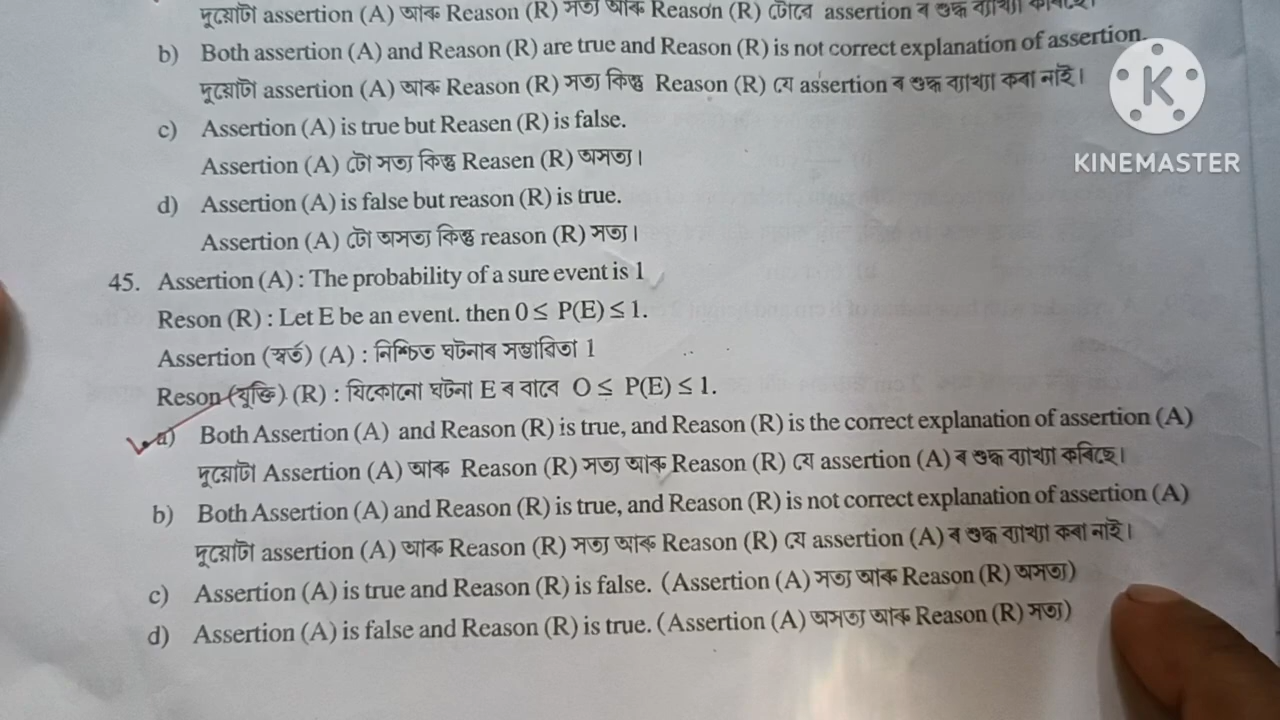 দুয়োটা assertion (A) আৰু Reason (R) সত্য আৰু Reason (R) টোৱে assertion ৰ শুদ্ধ ব্যাখ্যা কৰিছে।
b) Both assertion (A) and Reason (R) are true and Reason (R) is not correct explanation of assertion.
দুয়োটা assertion (A) আৰু Reason (R) সত্য কিন্তু Reason (R) যে assertion ৰ শুদ্ধ ব্যাখ্যা কৰা নাই।
c) Assertion (A) is true but Reasen (R) is false.
Assertion (A) টো সত্য কিন্তু Reasen (R) অসত্য।
d) Assertion (A) is false but reason (R) is true.
Assertion (A) টো অসত্য কিন্তু reason (R) সত্য।
45. Assertion (A) : The probability of a sure event is 1
Reson (R) : Let E be an event. then 0 ≤ P(E) ≤ 1.
Assertion (স্বৰ্ত) (A) : নিশ্চিত ঘটনাৰ সম্ভাৱিতা 1
Reson (যুক্তি) (R) : যিকোনো ঘটনা E ৰ বাবে O ≤ P(E) ≤ 1.
a) Both Assertion (A) and Reason (R) is true, and Reason (R) is the correct explanation of assertion (A)
দুয়োটা Assertion (A) আৰু Reason (R) সত্য আৰু Reason (R) যে assertion (A) ৰ শুদ্ধ ব্যাখ্যা কৰিছে।
b) Both Assertion (A) and Reason (R) is true, and Reason (R) is not correct explanation of assertion (A)
দুয়োটা assertion (A) আৰু Reason (R) সত্য আৰু Reason (R) যে assertion (A) ৰ শুদ্ধ ব্যাখ্যা কৰা নাই।
c) Assertion (A) is true and Reason (R) is false. (Assertion (A) সত্য আৰু Reason (R) অসত্য)
d) Assertion (A) is false and Reason (R) is true. (Assertion (A) অসত্য আৰু Reason (R) সত্য)
K
KINEMASTER